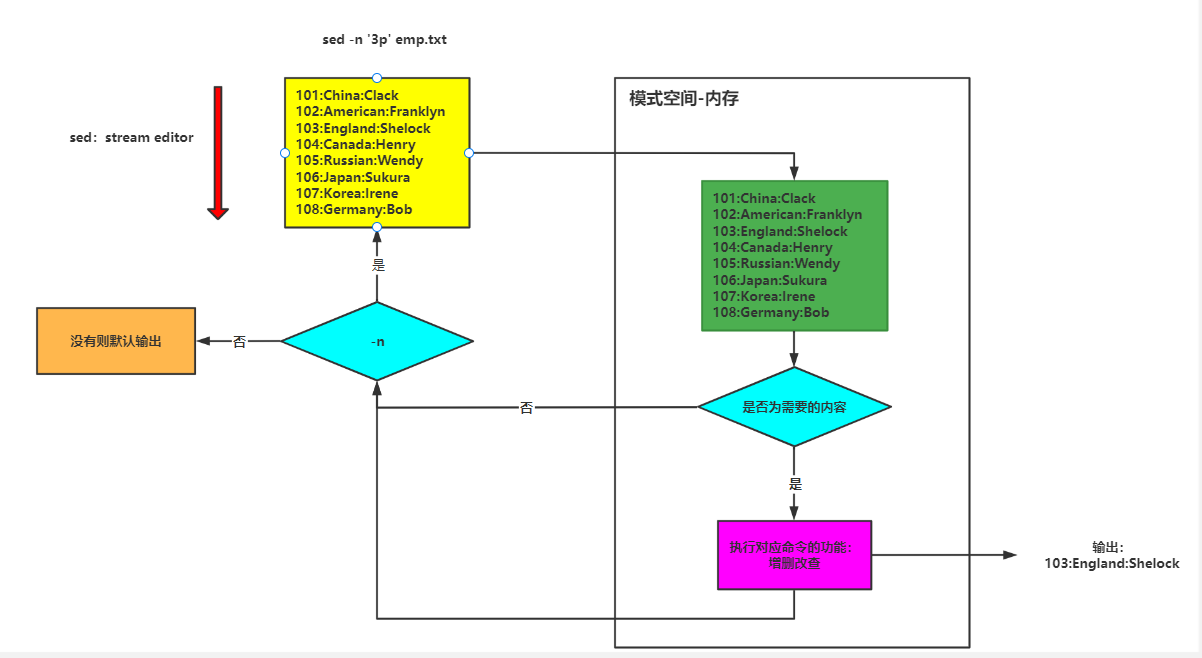 sed -n '3p' emp.txt
sed：stream editor
101:China:Clack
102:American:Franklyn
103:England:Shelock
104:Canada:Henry
105:Russian:Wendy
106:Japan:Sukura
107:Korea:Irene
108:Germany:Bob
模式空间-内存
101:China:Clack
102:American:Franklyn
103:England:Shelock
104:Canada:Henry
105:Russian:Wendy
106:Japan:Sukura
107:Korea:Irene
108:Germany:Bob
是
没有则默认输出
否
-n
否
是否为需要的内容
是
执行对应命令的功能：
增删改查
输出：
103:England:Shelock